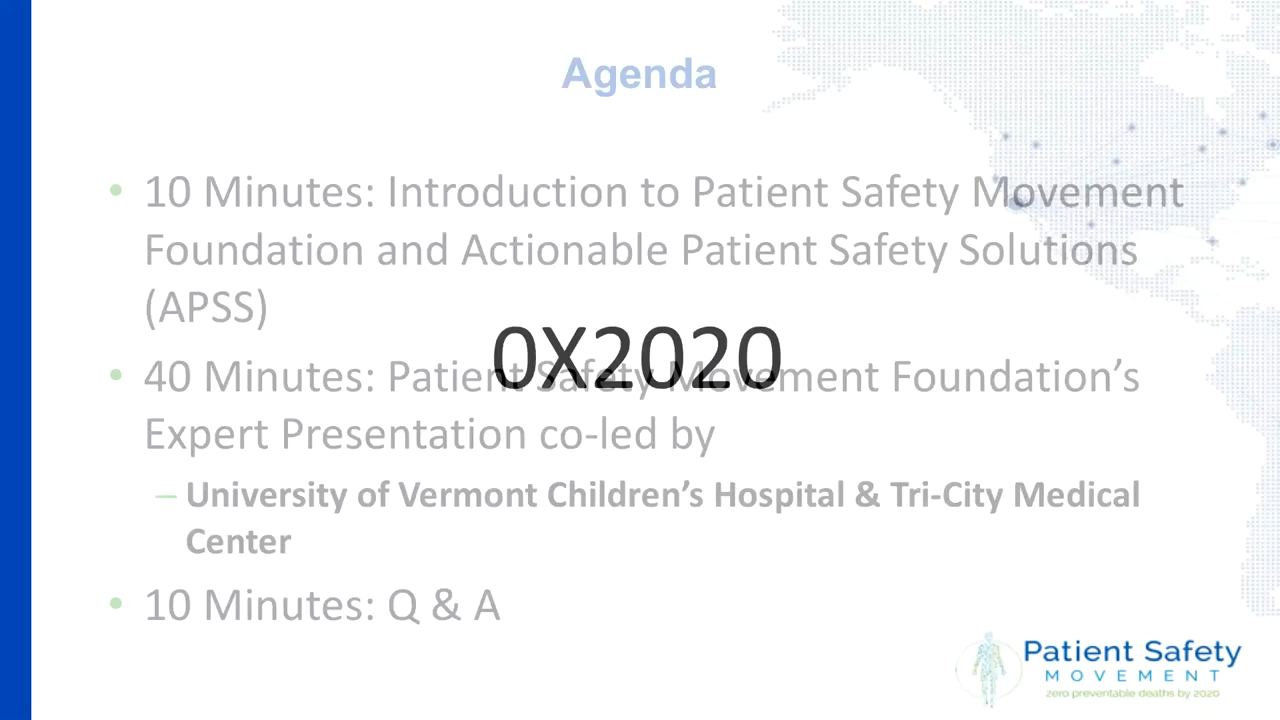 Agenda
• 10 Minutes: Introduction to Patient Safety Movement
Foundation and Actionable Patient Safety Solutions
(APSS)
0X2020
• 40 Minutes: Patient Safety Movement Foundation’s
Expert Presentation co-led by
– University of Vermont Children’s Hospital & Tri-City Medical
Center
• 10 Minutes: Q & A
Patient Safety
MOVEMENT
zero preventable deaths by 2020